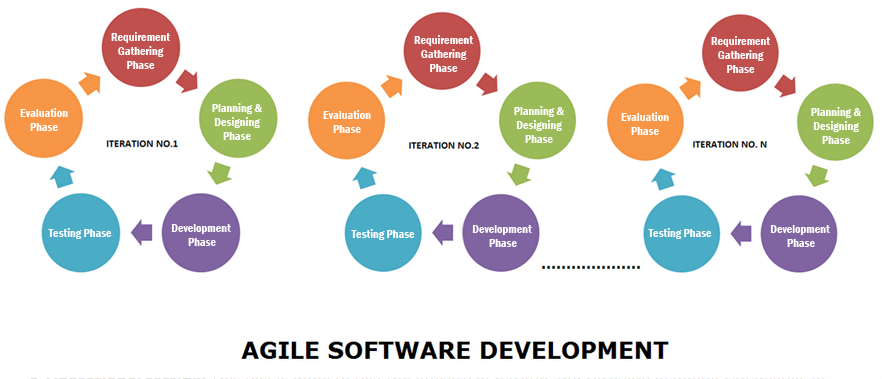 Requirement
Gathering
Phase
Evaluation
Phase
Planning &
Designing
Phase
ITERATION NO.1
Testing Phase
Development
Phase
Requirement
Gathering
Phase
Evaluation
Phase
Planning &
Designing
Phase
ITERATION NO.2
Testing Phase
Development
Phase
....................
Requirement
Gathering
Phase
Evaluation
Phase
Planning &
Designing
Phase
ITERATION NO. N
Testing Phase
Development
Phase
AGILE SOFTWARE DEVELOPMENT